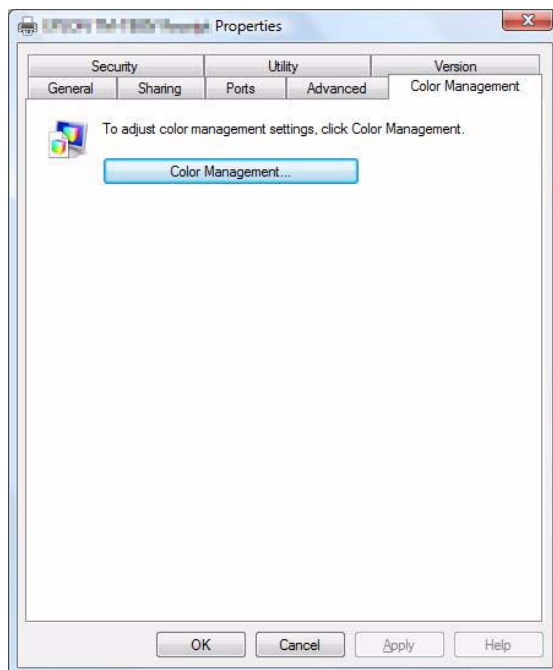 Properties
Security Utility Version
General Sharing Ports Advanced Color Management
To adjust color management settings, click Color Management.
Color Management...
OK Cancel Apply Help